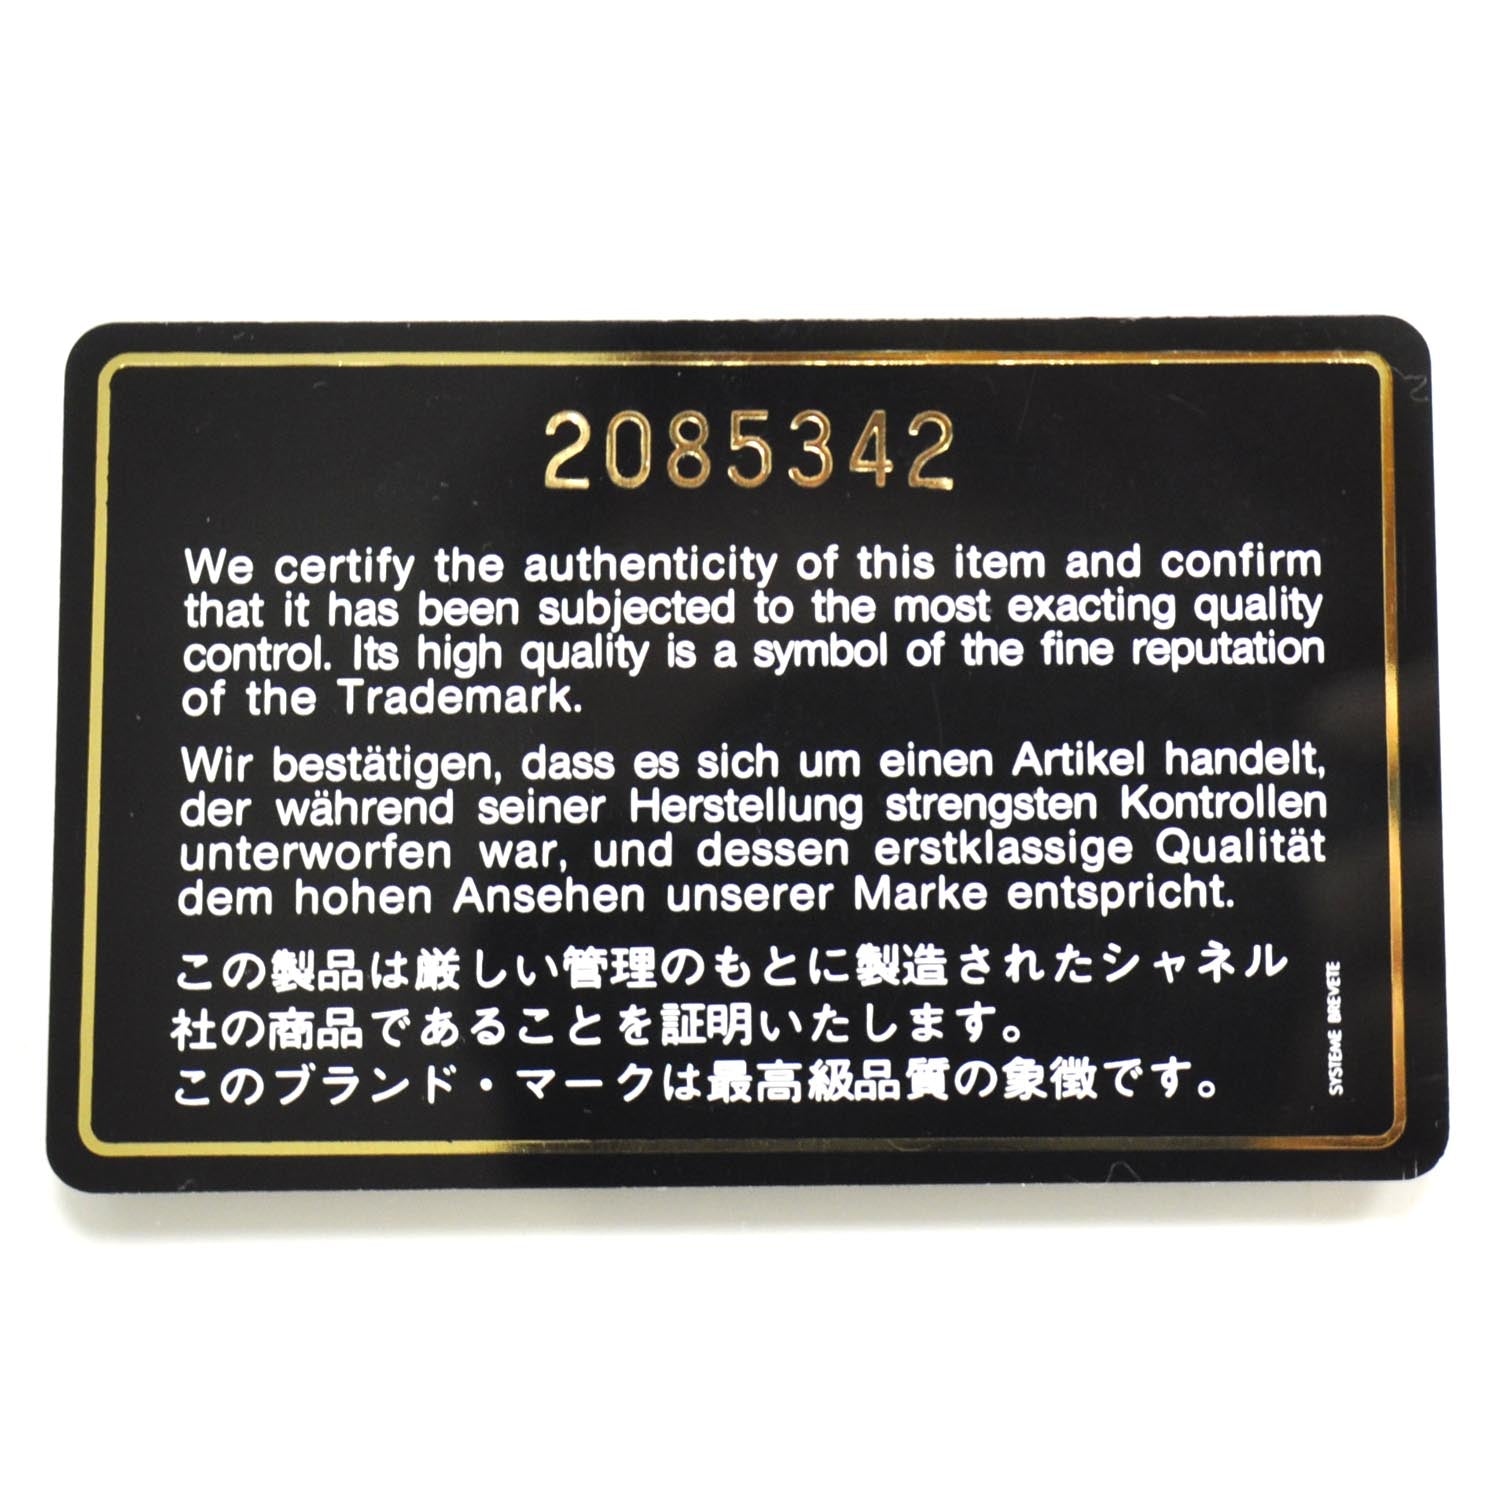 2085342
We certify the authenticity of this item and confirm
that it has been subjected to the most exacting quality
control. Its high quality is a symbol of the fine reputation
of the Trademark.
Wir bestätigen, dass es sich um einen Artikel handelt,
der während seiner Herstellung strengsten Kontrollen
unterworfen war, und dessen erstklassige Qualität
dem hohen Ansehen unserer Marke entspricht.
この製品は厳しい管理のもとに製造されたシャネル
社の商品であることを証明いたします。
このブランド・マークは最高級品質の象徴です。
SYSTEME BREVETE